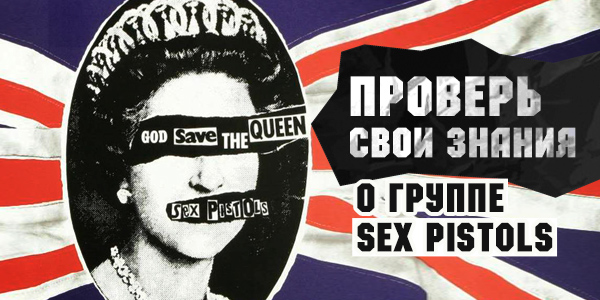 GOD Save THE QUEEN
SEX PISTOLS
ПРОВЕРЬ
СВОИ ЗНАНИЯ
О ГРУППЕ
SEX PISTOLS